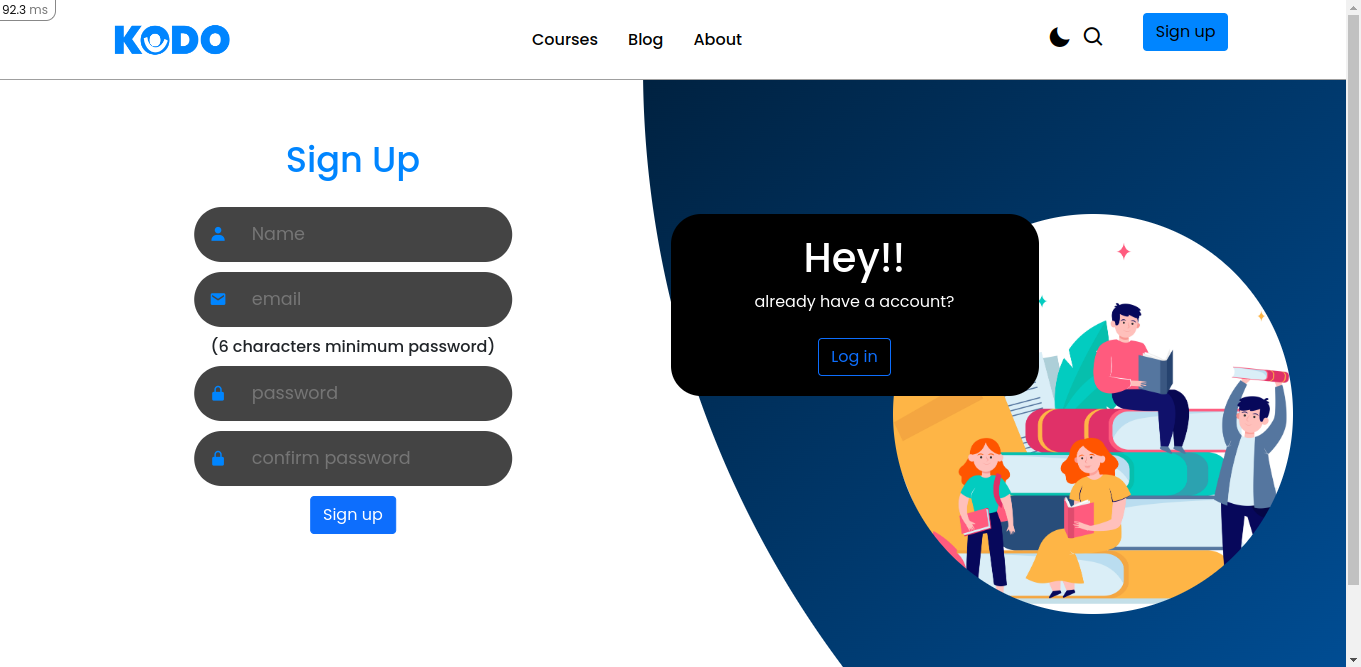 92.3 ms
KODO
Courses Blog About
Sign up
Sign Up
Name
email
(6 characters minimum password)
password
confirm password
Sign up
Hey!!
already have a account?
Log in